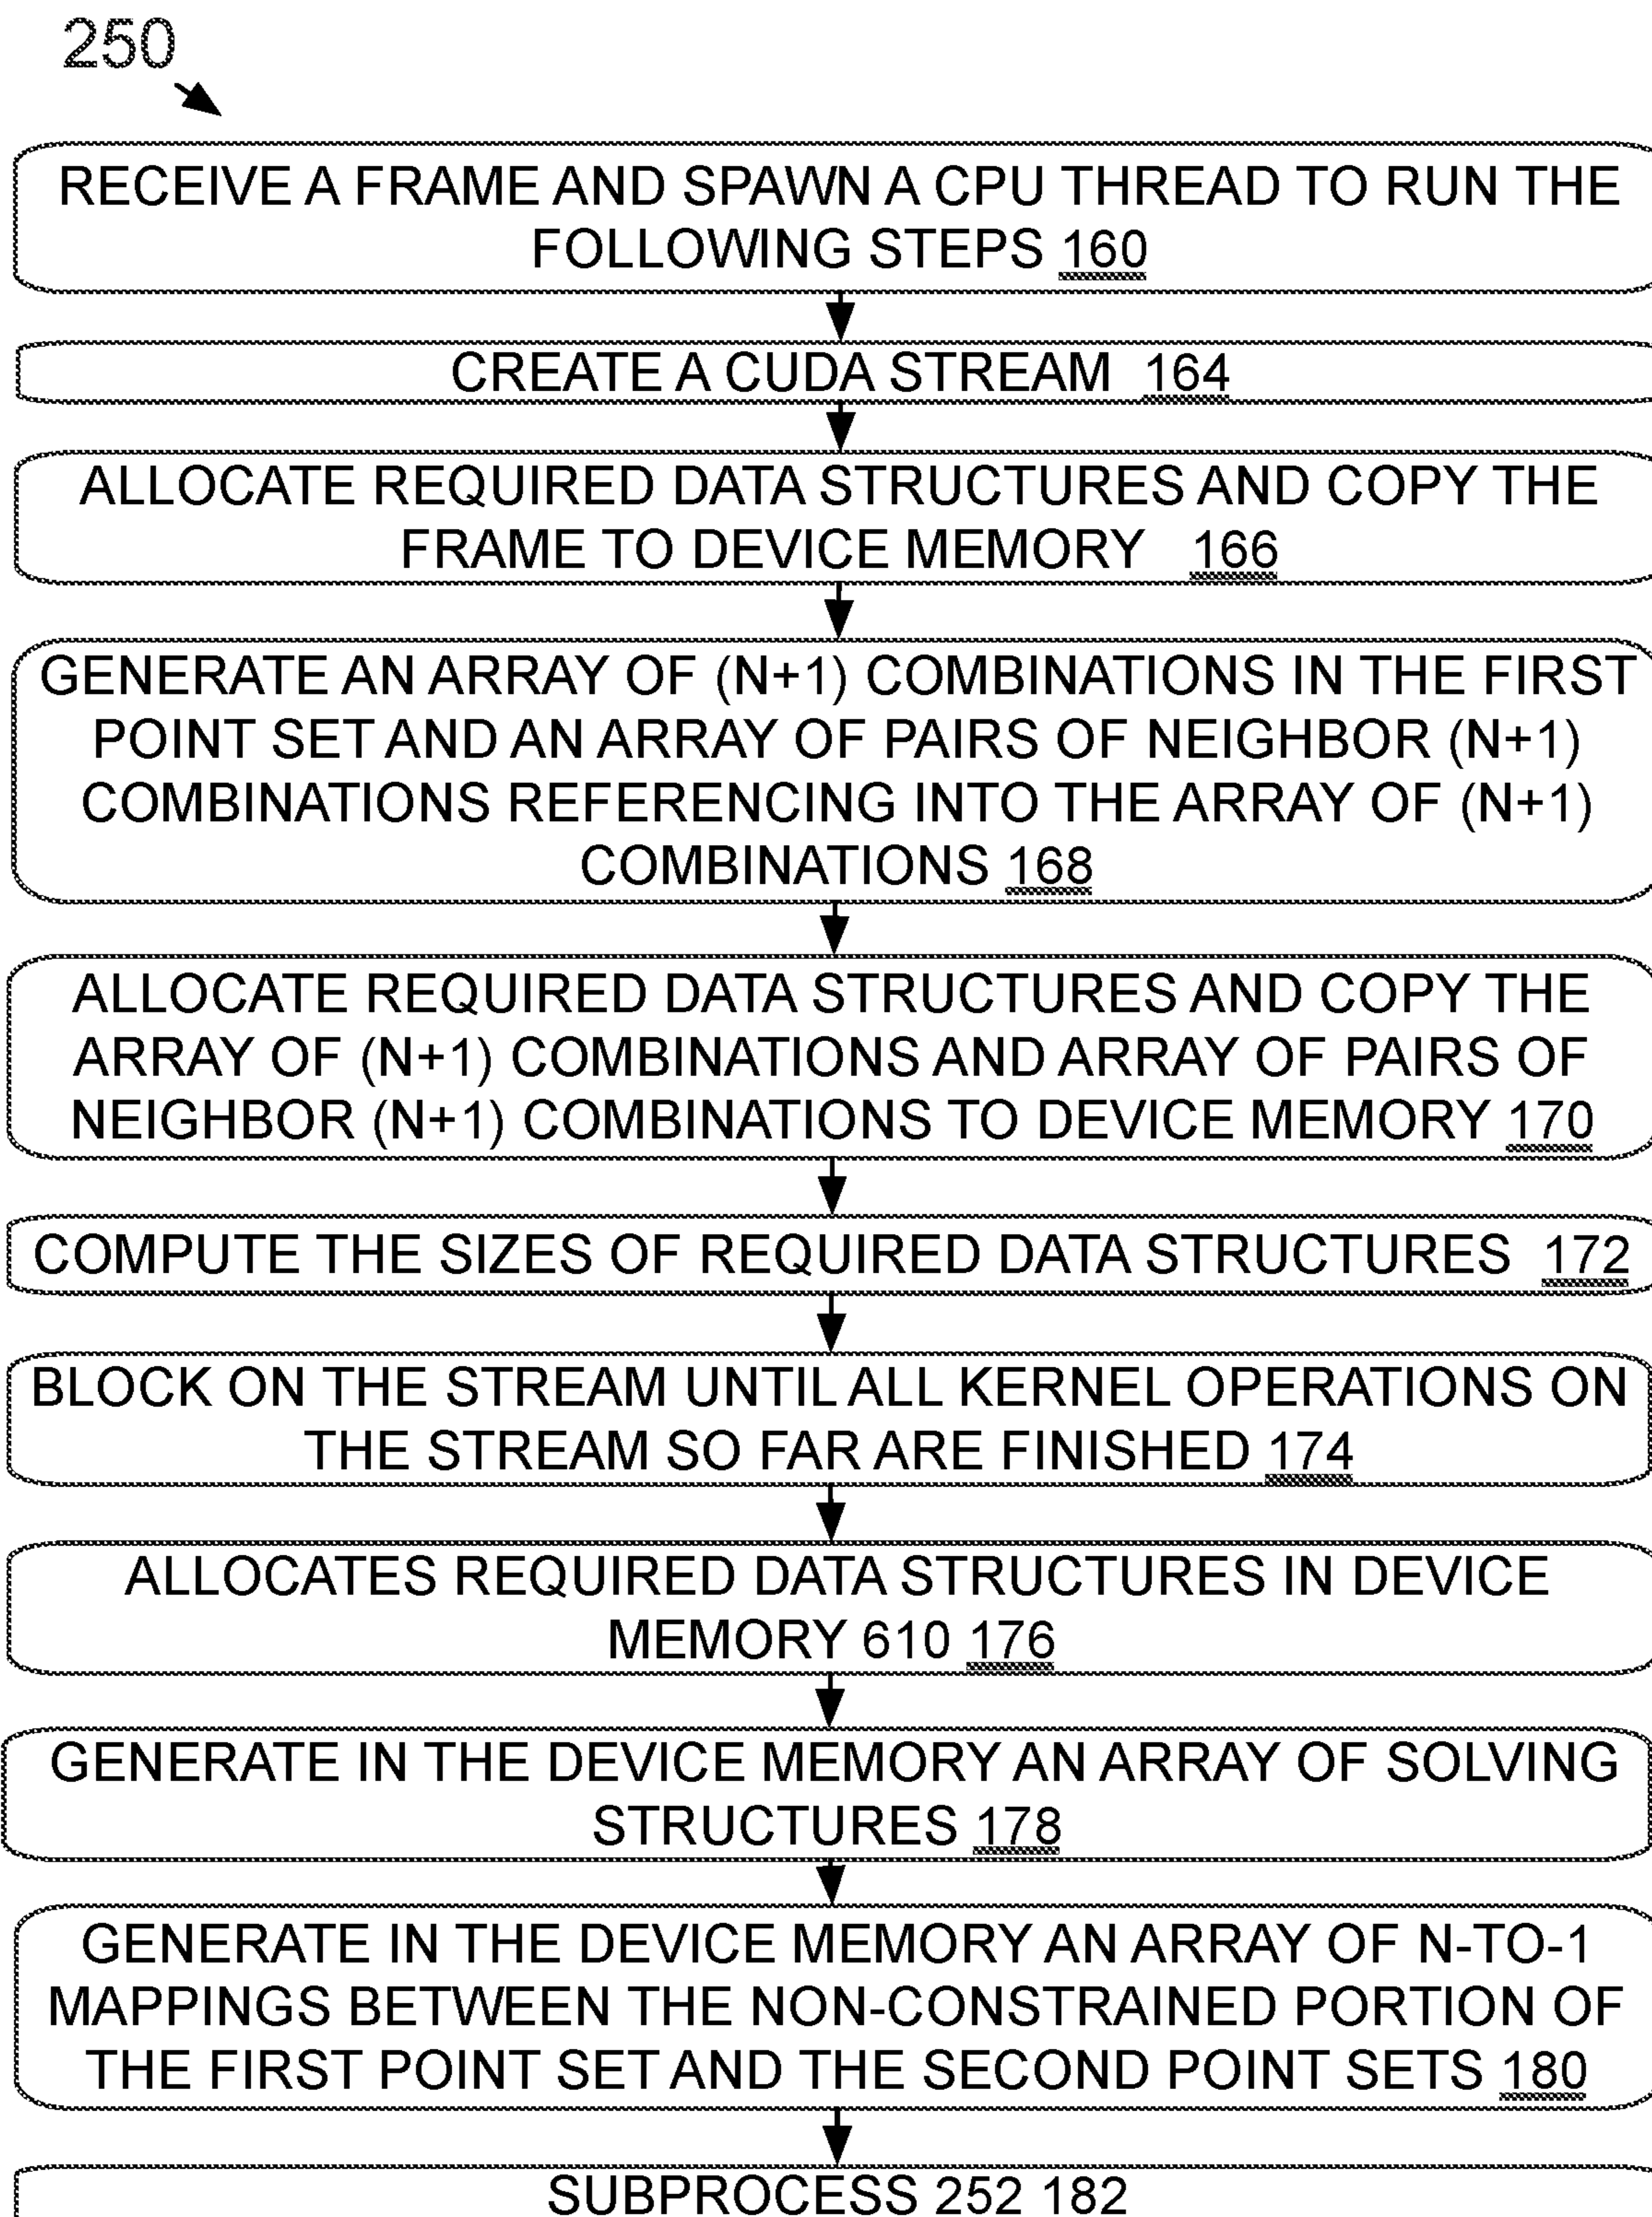 250
RECEIVE A FRAME AND SPAWN A CPU THREAD TO RUN THE
FOLLOWING STEPS 160
CREATE A CUDA STREAM 164
ALLOCATE REQUIRED DATA STRUCTURES AND COPY THE
FRAME TO DEVICE MEMORY 166
GENERATE AN ARRAY OF (N+1) COMBINATIONS IN THE FIRST
POINT SET AND AN ARRAY OF PAIRS OF NEIGHBOR (N+1)
COMBINATIONS REFERENCING INTO THE ARRAY OF (N+1)
COMBINATIONS 168
ALLOCATE REQUIRED DATA STRUCTURES AND COPY THE
ARRAY OF (N+1) COMBINATIONS AND ARRAY OF PAIRS OF
NEIGHBOR (N+1) COMBINATIONS TO DEVICE MEMORY 170
COMPUTE THE SIZES OF REQUIRED DATA STRUCTURES 172
BLOCK ON THE STREAM UNTIL ALL KERNEL OPERATIONS ON
THE STREAM SO FAR ARE FINISHED 174
ALLOCATES REQUIRED DATA STRUCTURES IN DEVICE
MEMORY 610 176
GENERATE IN THE DEVICE MEMORY AN ARRAY OF SOLVING
STRUCTURES 178
GENERATE IN THE DEVICE MEMORY AN ARRAY OF N-TO-1
MAPPINGS BETWEEN THE NON-CONSTRAINED PORTION OF
THE FIRST POINT SET AND THE SECOND POINT SETS 180
SUBPROCESS 252 182